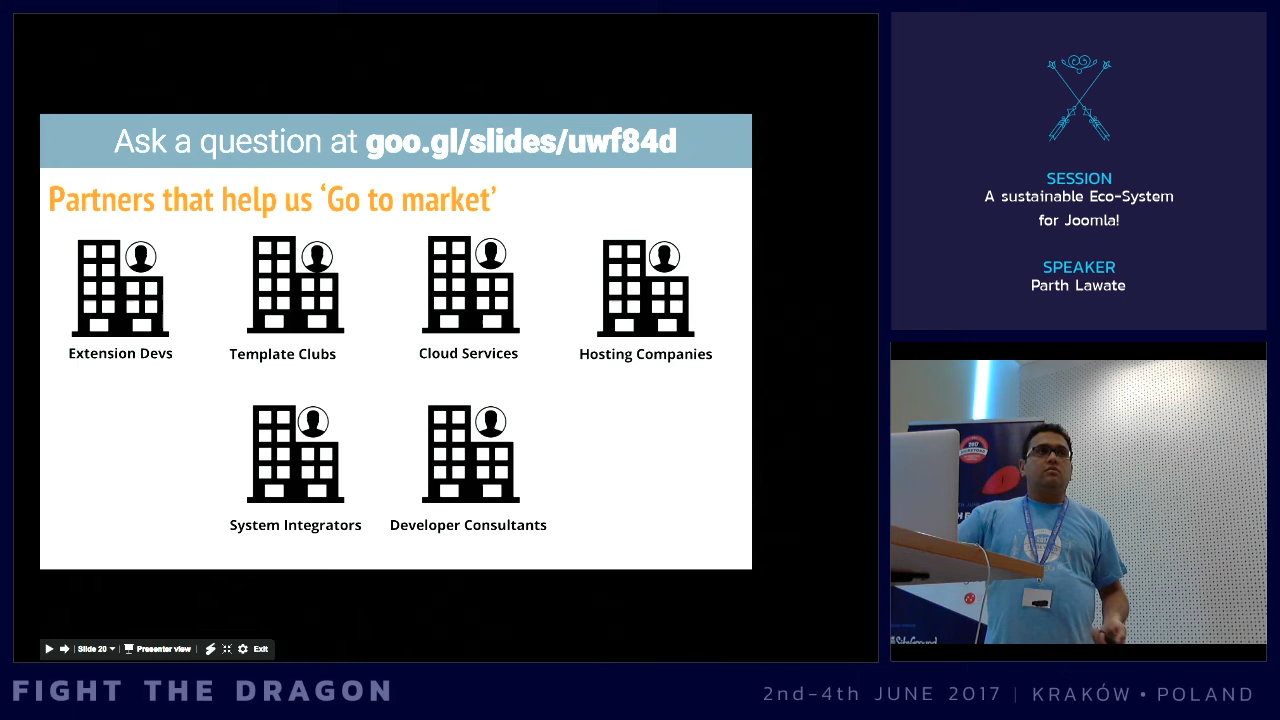 Ask a question at goo.gl/slides/uwf84d
Partners that help us ‘Go to market’
Extension Devs
Template Clubs
Cloud Services
Hosting Companies
System Integrators
Developer Consultants
Slide 20
Presenter view
Exit
SESSION
A sustainable Eco-System
for Joomla!
SPEAKER
Parth Lawate
SiteGround
FIGHT THE DRAGON
2nd-4th JUNE 2017 | KRAKÓW • POLAND